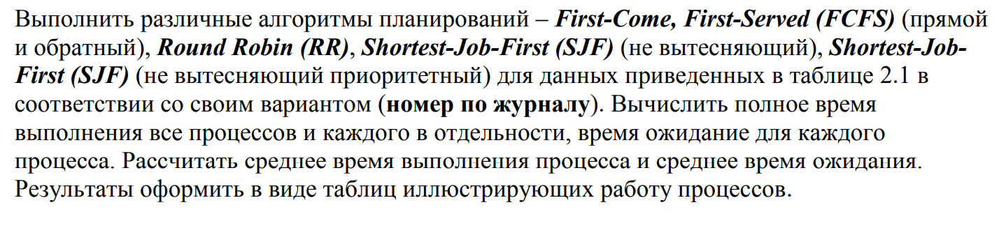 Выполнить различные алгоритмы планирований – First-Come, First-Served (FCFS) (прямой
и обратный), Round Robin (RR), Shortest-Job-First (SJF) (не вытесняющий), Shortest-Job-
First (SJF) (не вытесняющий приоритетный) для данных приведенных в таблице 2.1 в
соответствии со своим вариантом (номер по журналу). Вычислить полное время
выполнения все процессов и каждого в отдельности, время ожидание для каждого
процесса. Рассчитать среднее время выполнения процесса и среднее время ожидания.
Результаты оформить в виде таблиц иллюстрирующих работу процессов.